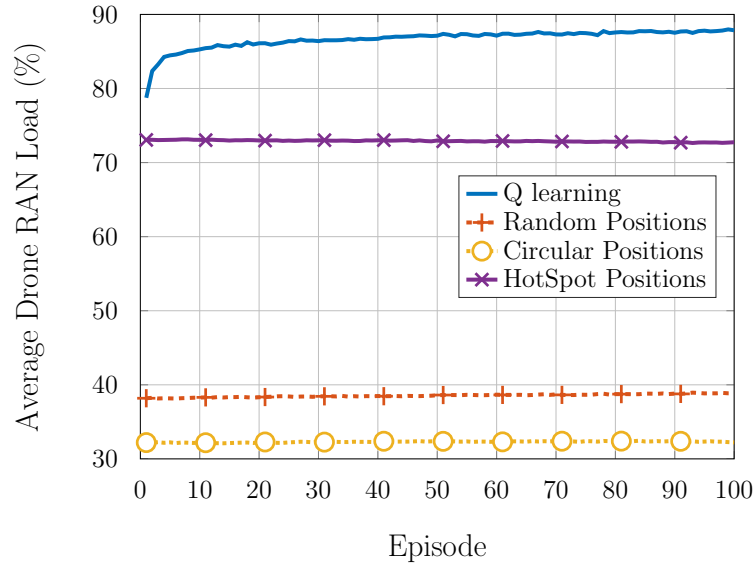 90
80
70
60
50
40
30
0 10 20 30 40 50 60 70 80 90 100
Average Drone RAN Load (%)
Episode
Q learning
Random Positions
Circular Positions
HotSpot Positions